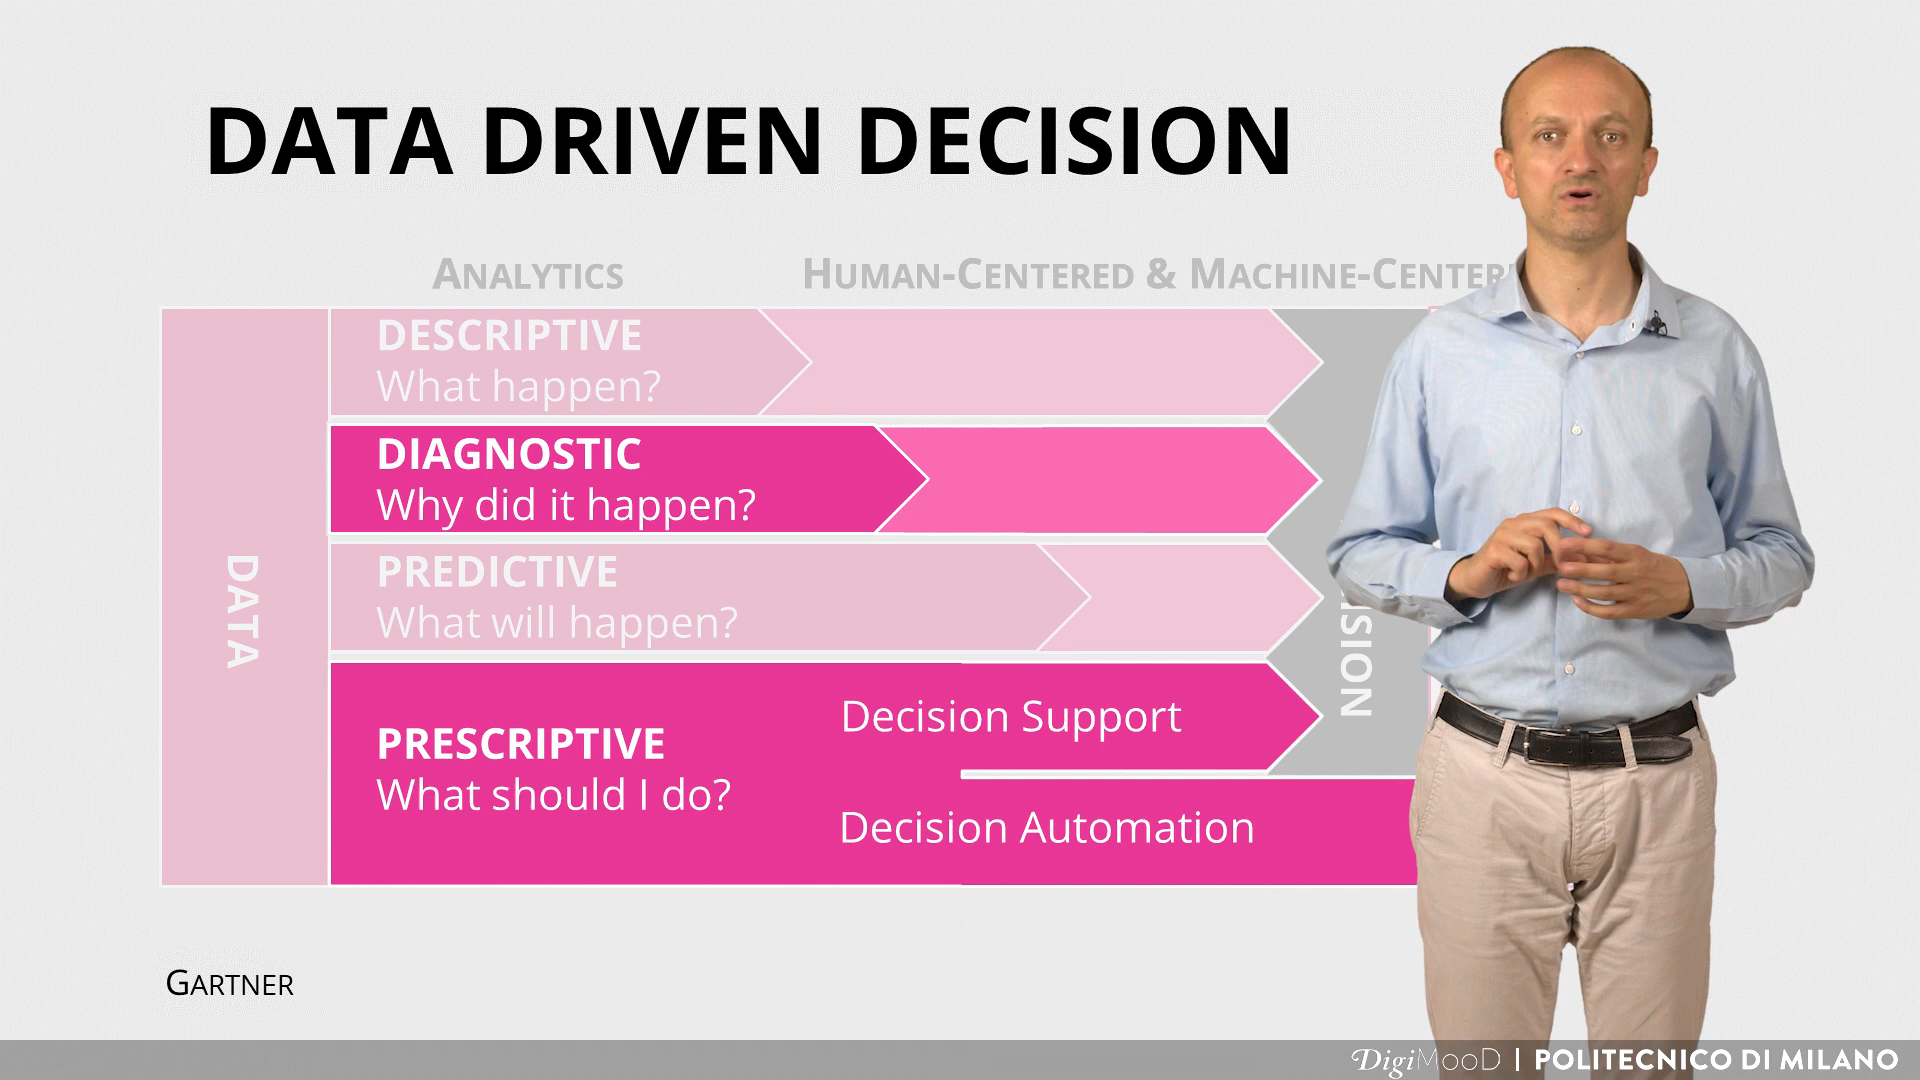 DATA DRIVEN DECISION
ANALYTICS
HUMAN-CENTERED & MACHINE-
DATA
DESCRIPTIVE
What happen?
DIAGNOSTIC
Why did it happen?
PREDICTIVE
What will happen?
PRESCRIPTIVE
What should I do?
Decision Support
Decision Automation
GARTNER
DigiMooD | POLITECNICO DI MILANO